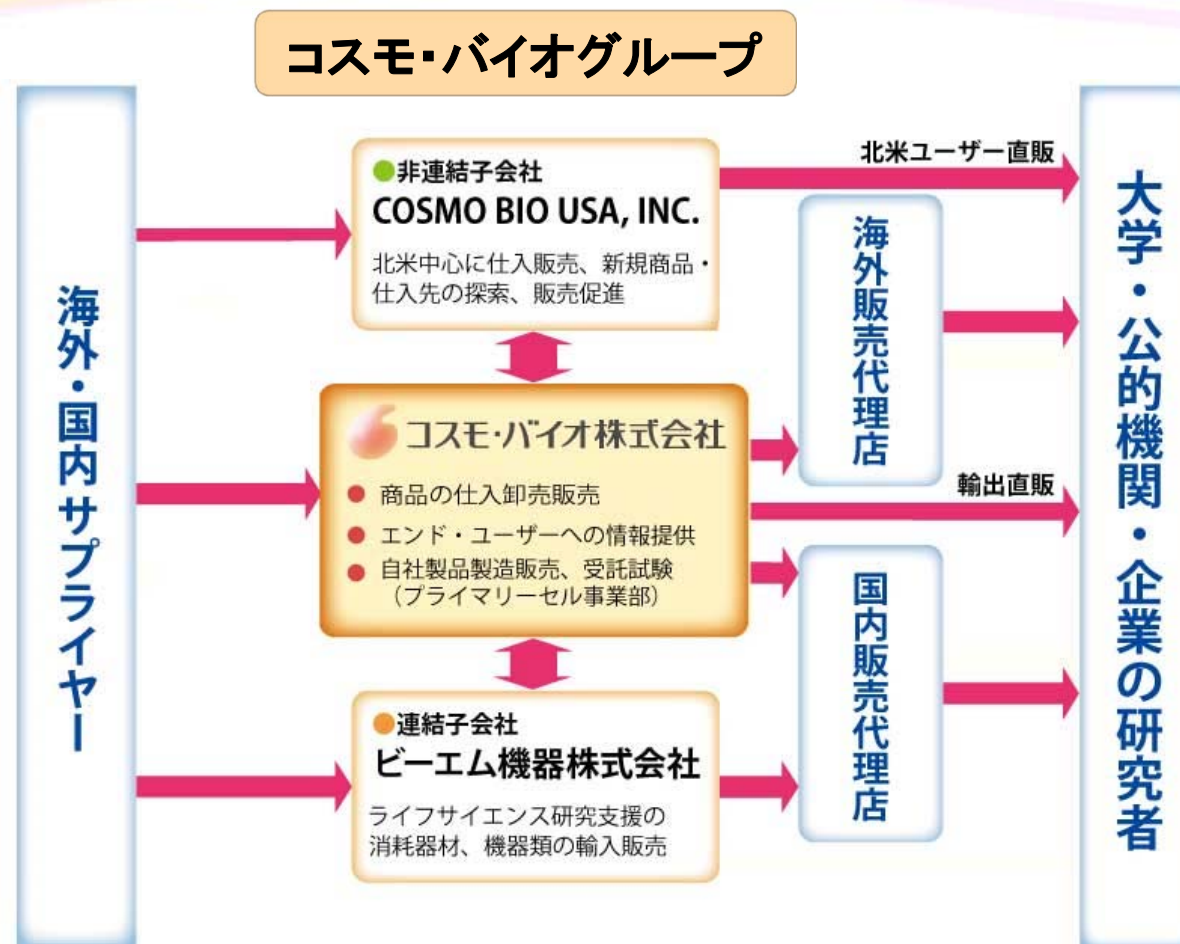 コスモ・バイオグループ
海外・国内サプライヤー
●非連結子会社
COSMO BIO USA, INC.
北米中心に仕入販売、新規商品・
仕入先の探索、販売促進
コスモ・バイオ株式会社
● 商品の仕入卸売販売
● エンド・ユーザーへの情報提供
● 自社製品製造販売、受託試験
（プライマリーセル事業部）
●連結子会社
ビーエム機器株式会社
ライフサイエンス研究支援の
消耗器材、機器類の輸入販売
北米ユーザー直販
海外販売代理店
輸出直販
国内販売代理店
大学・公的機関・企業の研究者